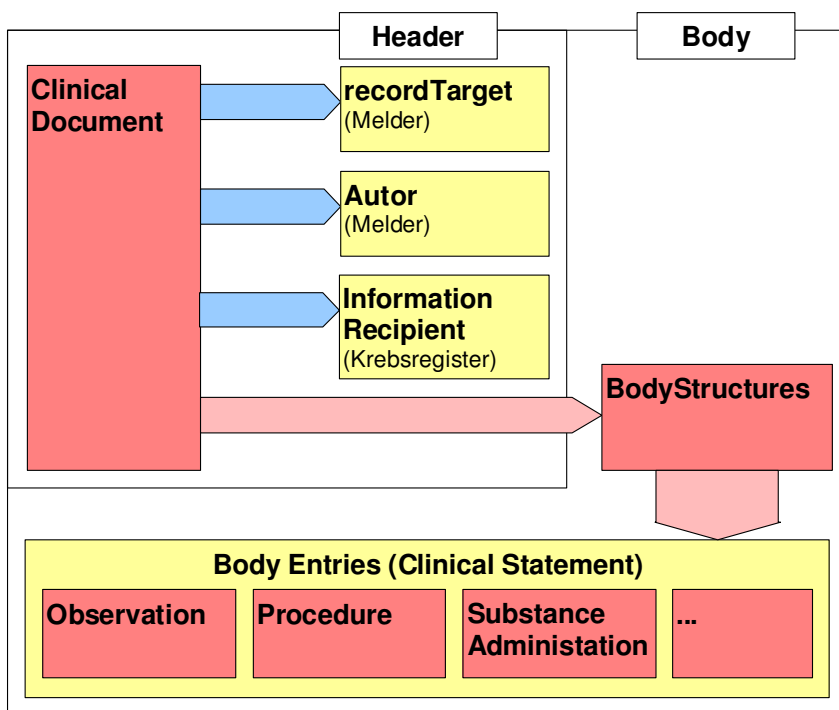 Header
Body
Clinical
Document
recordTarget
(Melder)
Autor
(Melder)
Information
Recipient
(Krebsregister)
BodyStructures
Body Entries (Clinical Statement)
Observation
Procedure
Substance
Administation
...